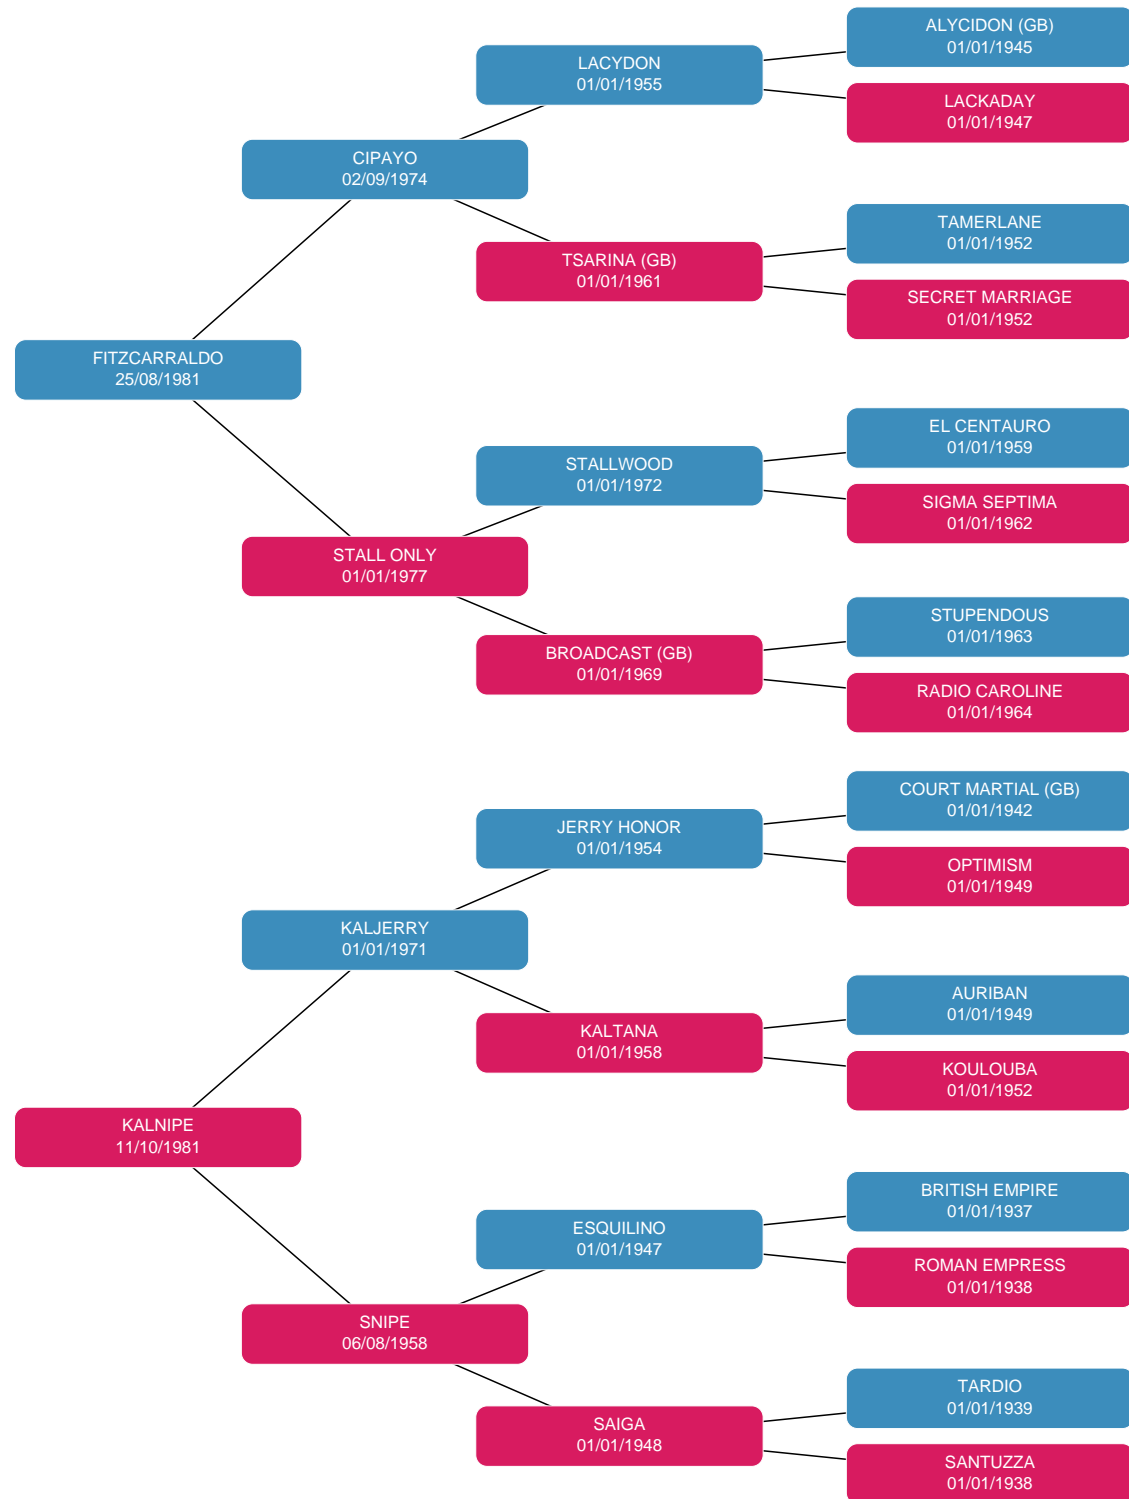 ALYCIDON (GB)
01/01/1945
LACYDON
01/01/1955
LACKADAY
01/01/1947
CIPAYO
02/09/1974
TAMERLANE
01/01/1952
TSARINA (GB)
01/01/1961
SECRET MARRIAGE
01/01/1952
FITZCARRALDO
25/08/1981
EL CENTAURO
01/01/1959
STALLWOOD
01/01/1972
SIGMA SEPTIMA
01/01/1962
STALL ONLY
01/01/1977
STUPENDOUS
01/01/1963
BROADCAST (GB)
01/01/1969
RADIO CAROLINE
01/01/1964
COURT MARTIAL (GB)
01/01/1942
JERRY HONOR
01/01/1954
OPTIMISM
01/01/1949
KALJERRY
01/01/1971
AURIBAN
01/01/1949
KALTANA
01/01/1958
KOULOUBA
01/01/1952
KALNIPE
11/10/1981
BRITISH EMPIRE
01/01/1937
ESQUILINO
01/01/1947
ROMAN EMPRESS
01/01/1938
SNIPE
06/08/1958
TARDIO
01/01/1939
SAIGA
01/01/1948
SANTUZZA
01/01/1938